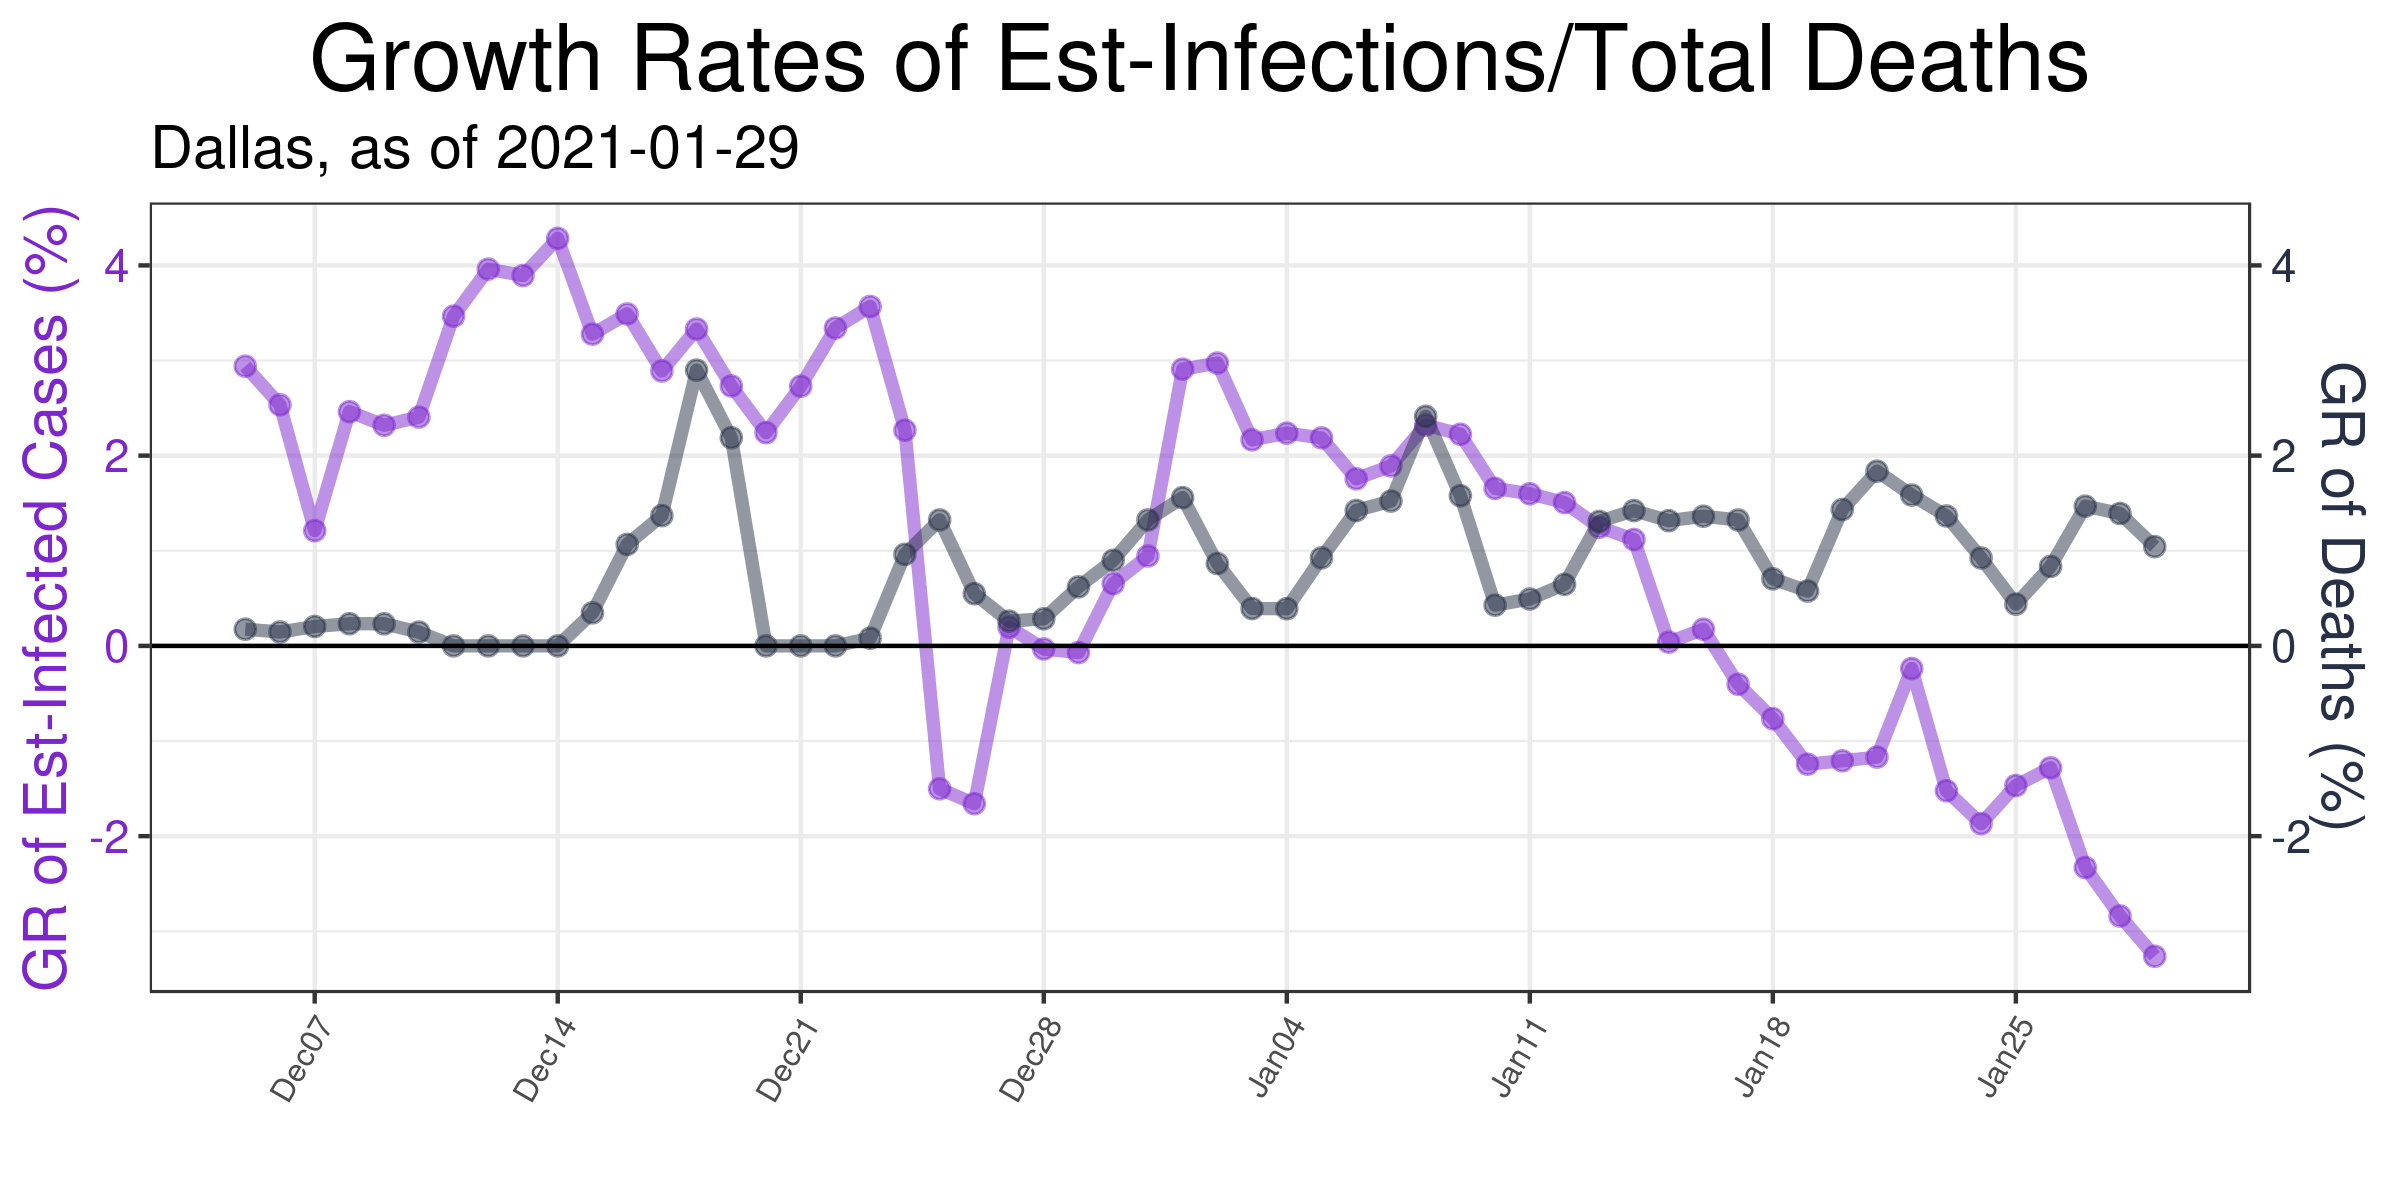 Growth Rates of Est-Infections/Total Deaths
Dallas, as of 2021-01-29
GR of Est-Infected Cases (%)
4
2
0
-2
4
2
0
-2
GR of Deaths (%)
Dec07
Dec14
Dec21
Dec28
Jan04
Jan11
Jan18
Jan25